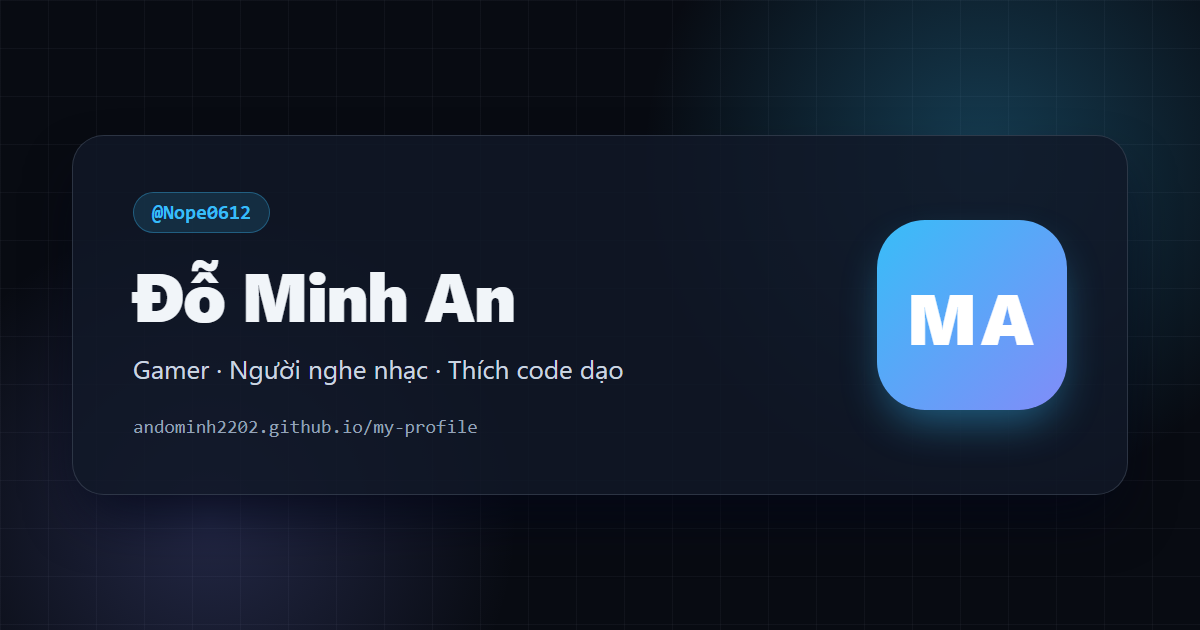 @Nope0612
Đỗ Minh An
MA
Gamer · Người nghe nhạc · Thích code dạo
andominh2202.github.io/my-profile